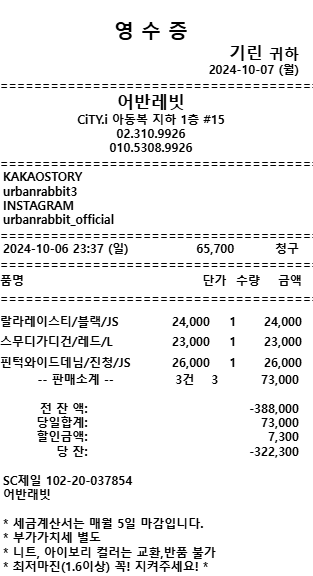 영 수 증
기린 귀하
2024-10-07 (월)
어반레빗
CiTY.i 아동복 지하 1층 #15
02.310.9926
010.5308.9926
KAKAOSTORY
urbanrabbit3
INSTAGRAM
urbanrabbit_official
2024-10-06 23:37 (일) 65,700 청구
품명 단가 수량 금액
랄라레이스티/블랙/JS 24,000 1 24,000
스무디가디건/레드/L 23,000 1 23,000
핀턱와이드데님/진청/JS 26,000 1 26,000
-- 판매소계 -- 3건 3 73,000
전 잔 액: -388,000
당일합계: 73,000
할인금액: 7,300
당 잔: -322,300
SC제일 102-20-037854
어반래빗
* 세금계산서는 매월 5일 마감입니다.
* 부가가치세 별도
* 니트, 아이보리 컬러는 교환,반품 불가
* 최저마진(1.6이상) 꼭! 지켜주세요! *